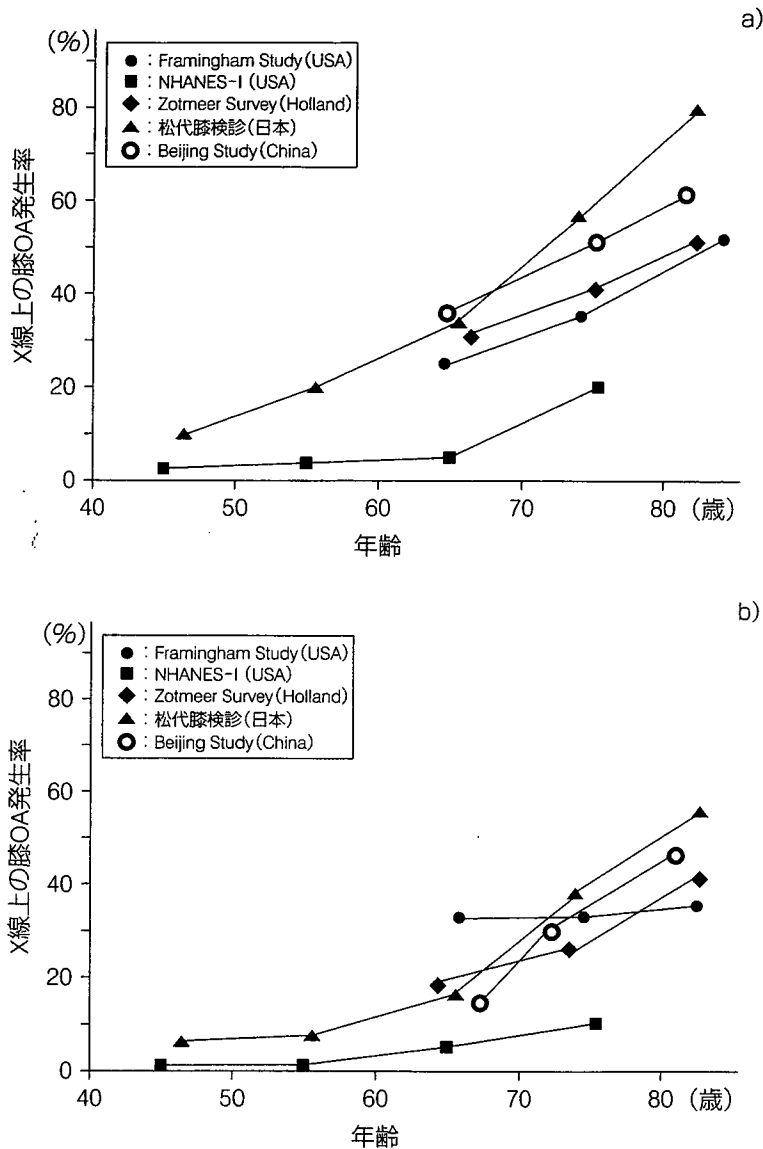 a)
(%)
●：Framingham Study(USA)
■：NHANES-I (USA)
◆：Zotmeer Survey(Holland)
▲：松代膝検診(日本)
○：Beijing Study(China)
X線上の膝OA発生率
80
60
40
20
0
40 50 60 70 80 (歳)
年齢
b)
(%)
●：Framingham Study(USA)
■：NHANES-I (USA)
◆：Zotmeer Survey(Holland)
▲：松代膝検診(日本)
○：Beijing Study(China)
X線上の膝OA発生率
80
60
40
20
0
40 50 60 70 80 (歳)
年齢